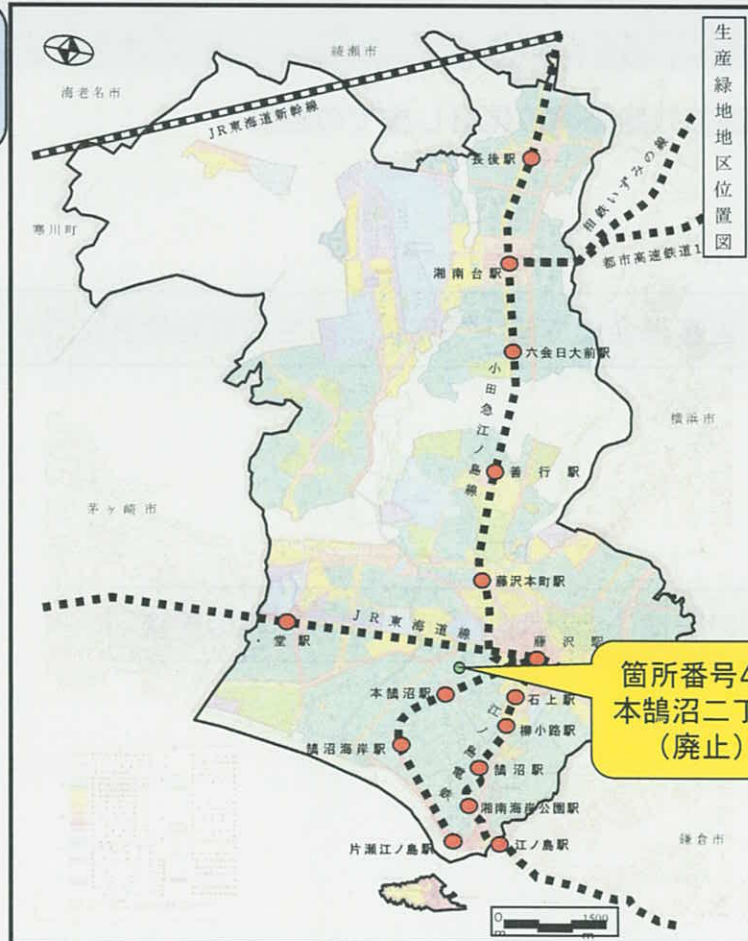 生産緑地地区位置図
綾瀬市
海老名市
JR東海道新幹線
長後駅
相鉄いずみの線
寒川町
都市高速鉄道1
湘南台駅
六会日大前駅
小田急江ノ島線
横浜市
善行駅
茅ヶ崎市
藤沢本町駅
JR東海道線
堂駅
藤沢駅
箇所番号4
本鵠沼二丁
(廃止)
本鵠沼駅
石上駅
江ノ島電鉄
柳小路駅
鵠沼海岸駅
鵠沼駅
湘南海岸公園駅
片瀬江ノ島駅
江ノ島駅
鎌倉市
0m
1500m